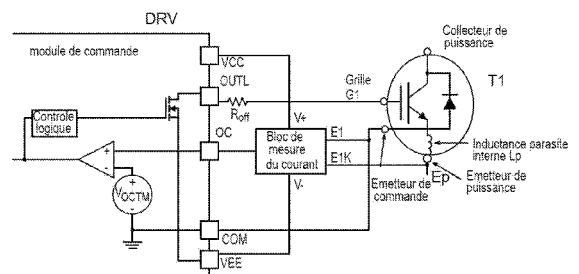 DRV
Collecteur de
puissance
module de commande
VCC
OUTL
Grille
G1
T1
Roff
V+
Controle
logique
OC
Bloc de
mesure
du courant
E1
E1K
Inductance parasite
interne Lp
VOCTM
V-
Emetteur de
commande
Ep
Emetteur de
puissance
COM
VEE